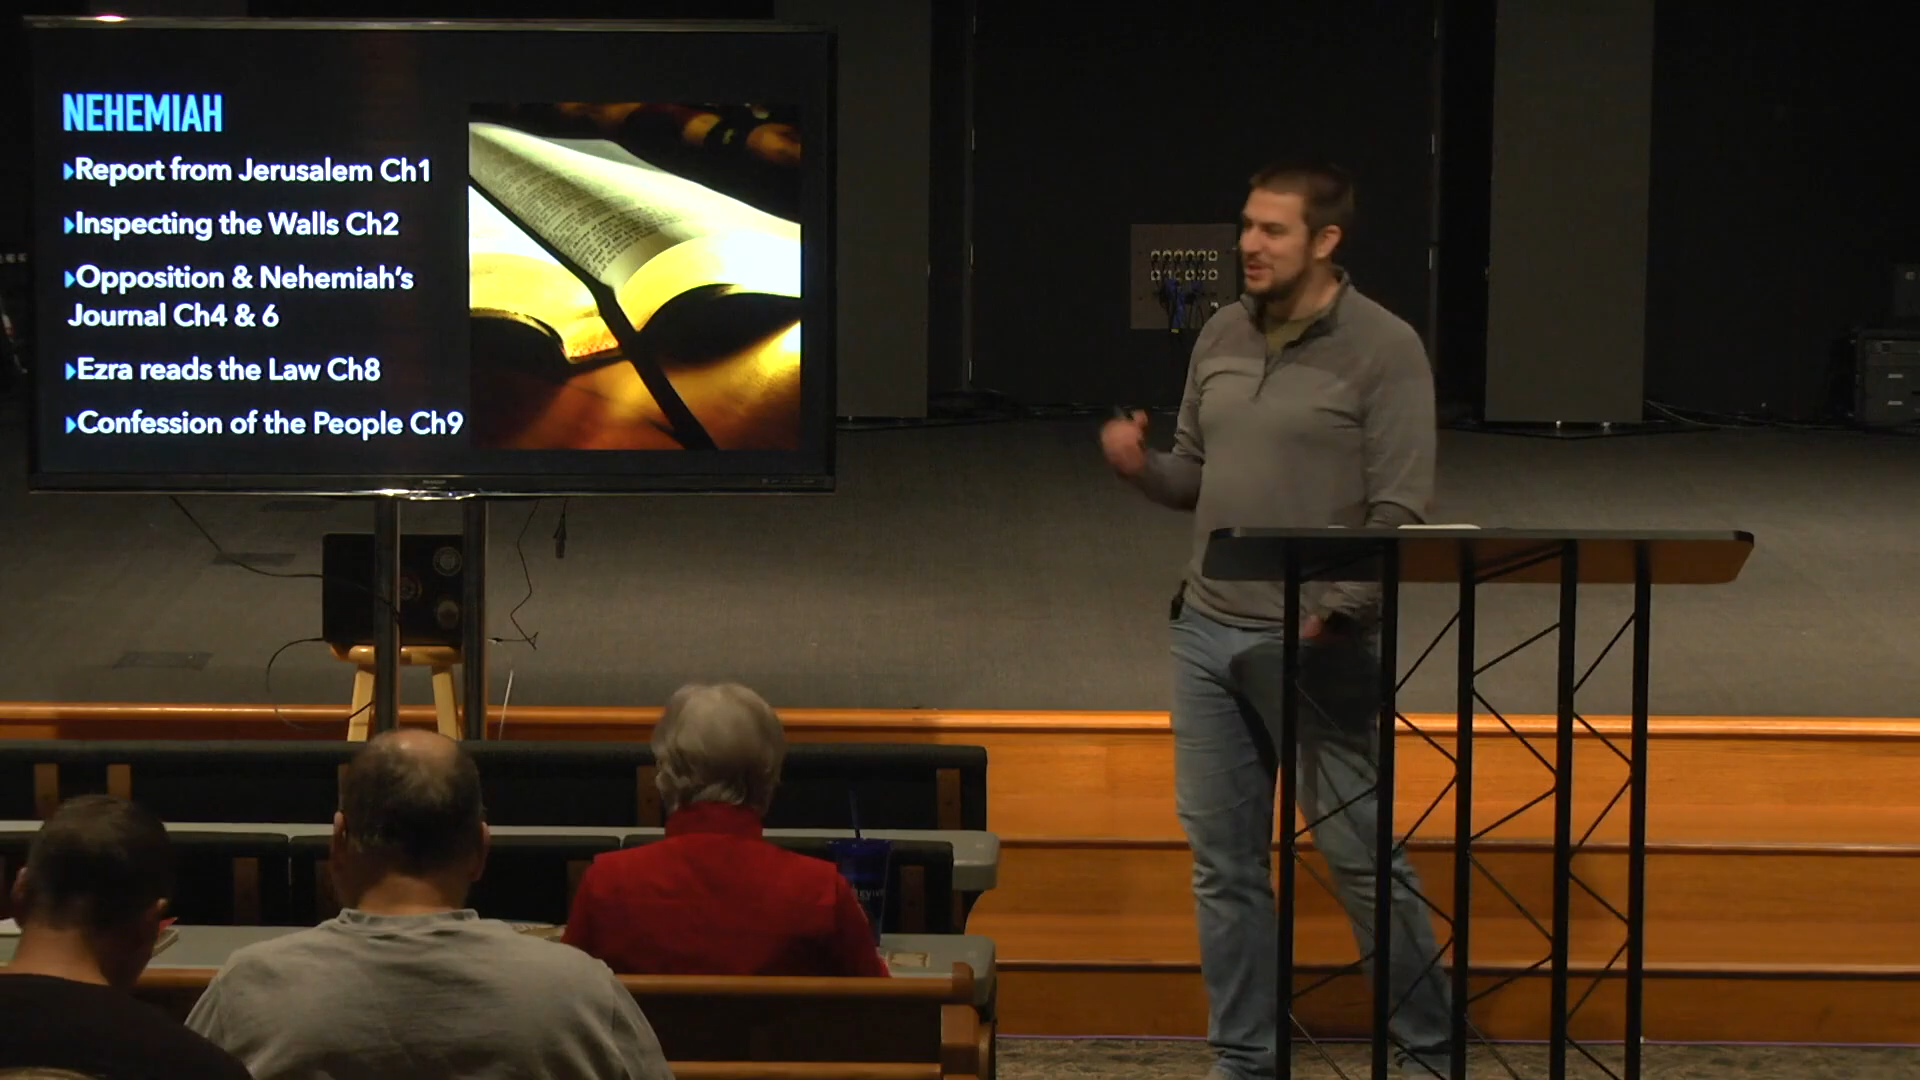 NEHEMIAH
▸Report from Jerusalem Ch1
▸Inspecting the Walls Ch2
▸Opposition & Nehemiah's
Journal Ch4 & 6
▸Ezra reads the Law Ch8
▸Confession of the People Ch9